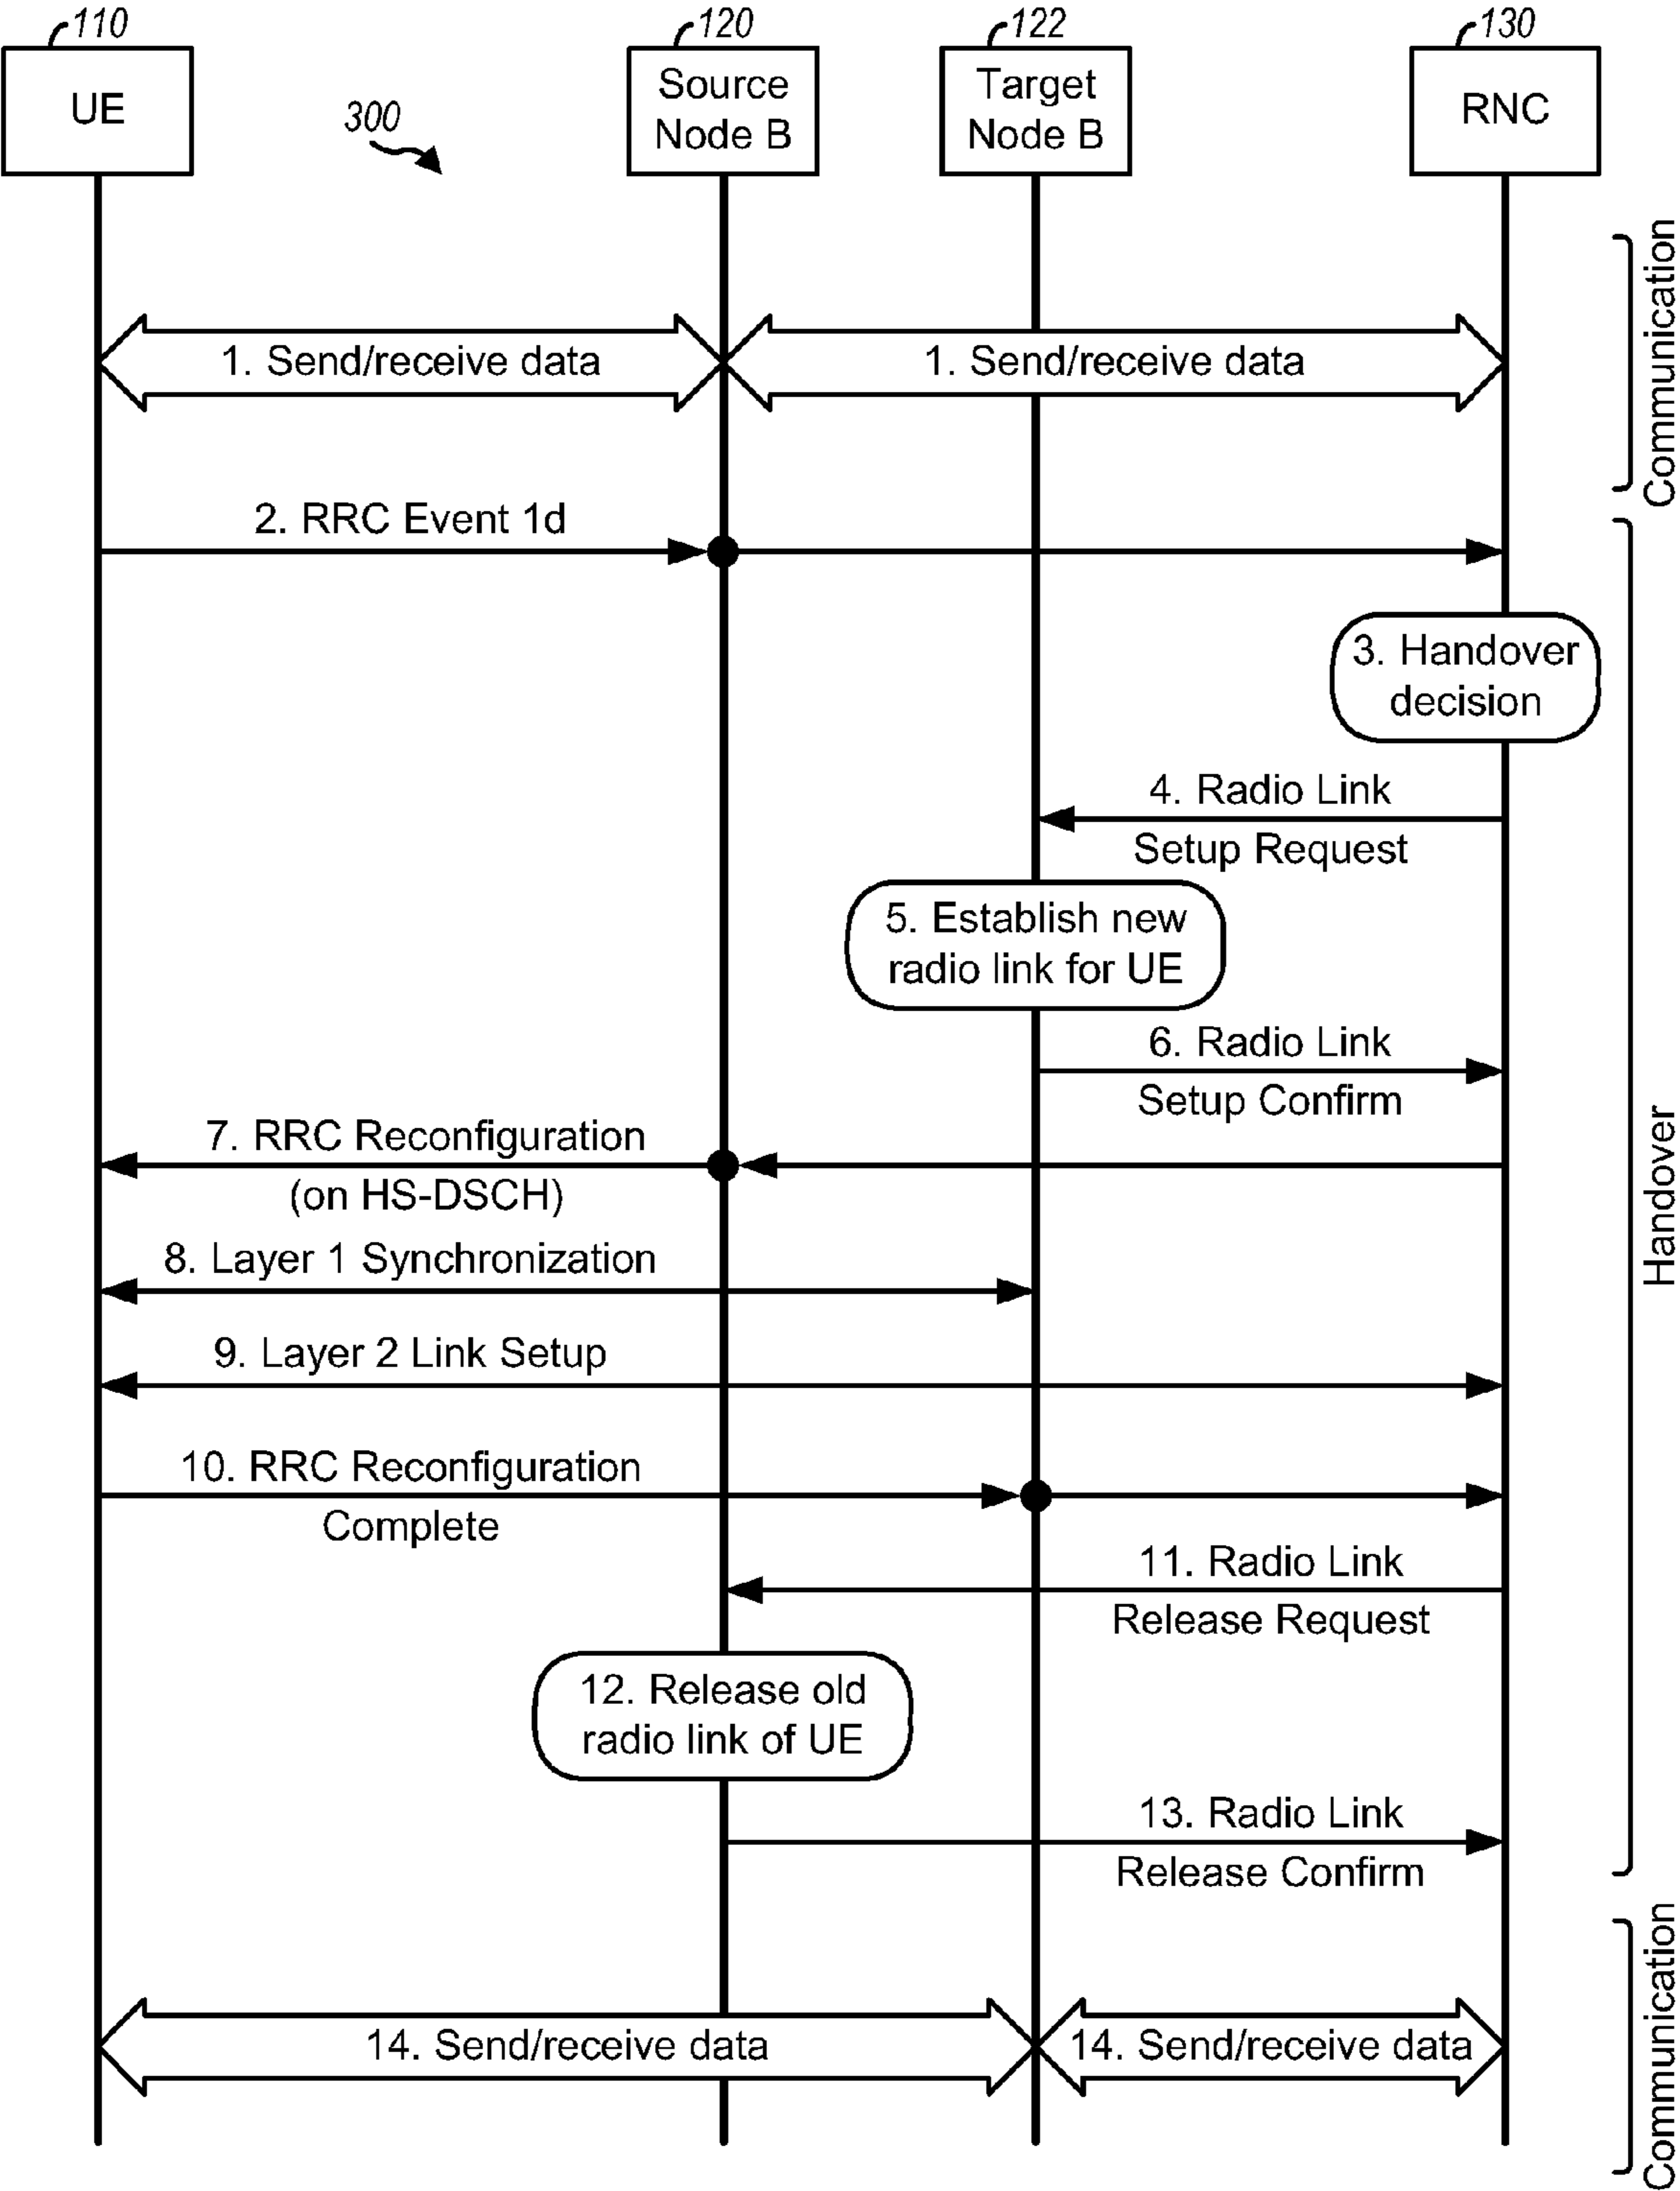 110
120
122
130
UE
Source
Node B
Target
Node B
RNC
300
Communication
1. Send/receive data
1. Send/receive data
2. RRC Event 1d
3. Handover
decision
4. Radio Link
Setup Request
5. Establish new
radio link for UE
6. Radio Link
Setup Confirm
7. RRC Reconfiguration
(on HS-DSCH)
Handover
8. Layer 1 Synchronization
9. Layer 2 Link Setup
10. RRC Reconfiguration
Complete
11. Radio Link
Release Request
12. Release old
radio link of UE
13. Radio Link
Release Confirm
Communication
14. Send/receive data
14. Send/receive data